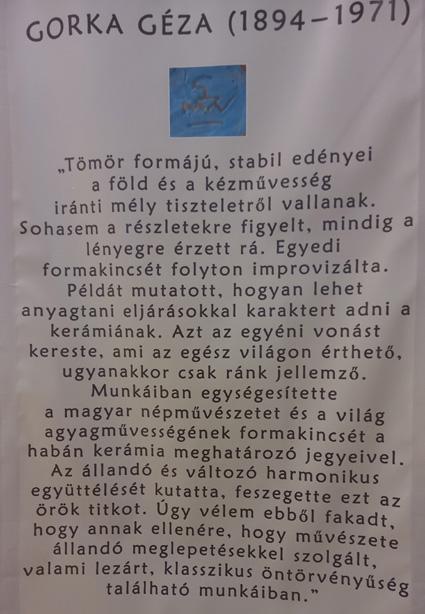 GORKA GÉZA (1894–1971)
„Tömör formájú, stabil edényei
a föld és a kézművesség
iránti mély tiszteletről vallanak.
Sohasem a részletekre figyelt, mindig a
lényegre érzett rá. Egyedi
formakincsét folyton improvizálta.
Példát mutatott, hogyan lehet
anyagtani eljárásokkal karaktert adni a
kerámiának. Azt az egyéni vonást
kereste, ami az egész világon érthető,
ugyanakkor csak ránk jellemző.
Munkáiban egységesítette
a magyar népművészetet és a világ
agyagművességének formakincsét a
habán kerámia meghatározó jegyeivel.
Az állandó és változó harmonikus
együttélését kutatta, feszegette ezt az
örök titkot. Úgy vélem ebből fakadt,
hogy annak ellenére, hogy művészete
állandó meglepetésekkel szolgált,
valami lezárt, klasszikus öntörvényűség
található munkáiban.”